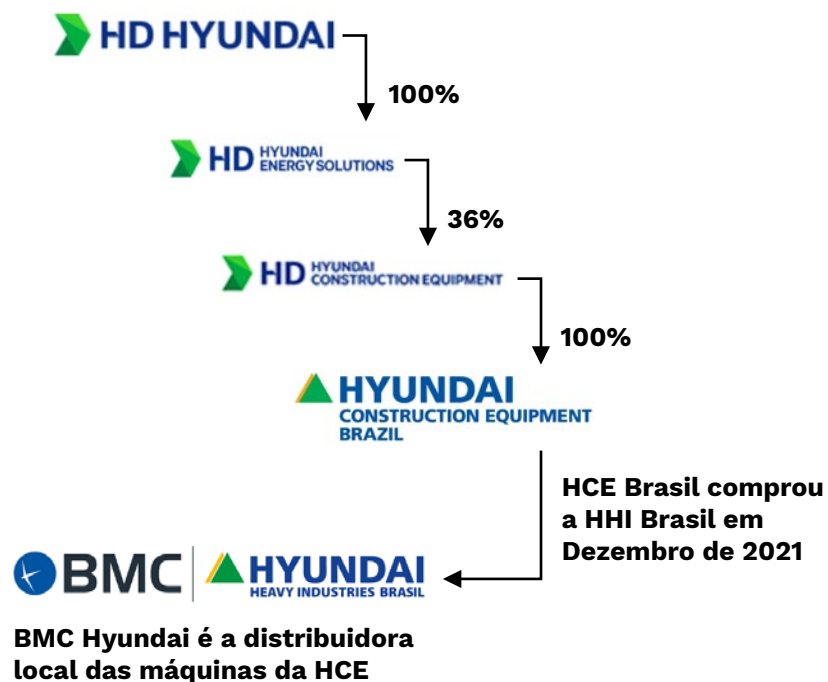 HD HYUNDAI
100%
HD HYUNDAI
ENERGY SOLUTIONS
36%
HD HYUNDAI
CONSTRUCTION EQUIPMENT
100%
HYUNDAI
CONSTRUCTION EQUIPMENT
BRAZIL
HCE Brasil comprou
a HHI Brasil em
Dezembro de 2021
BMC HYUNDAI
HEAVY INDUSTRIES BRASIL
BMC Hyundai é a distribuidora
local das máquinas da HCE